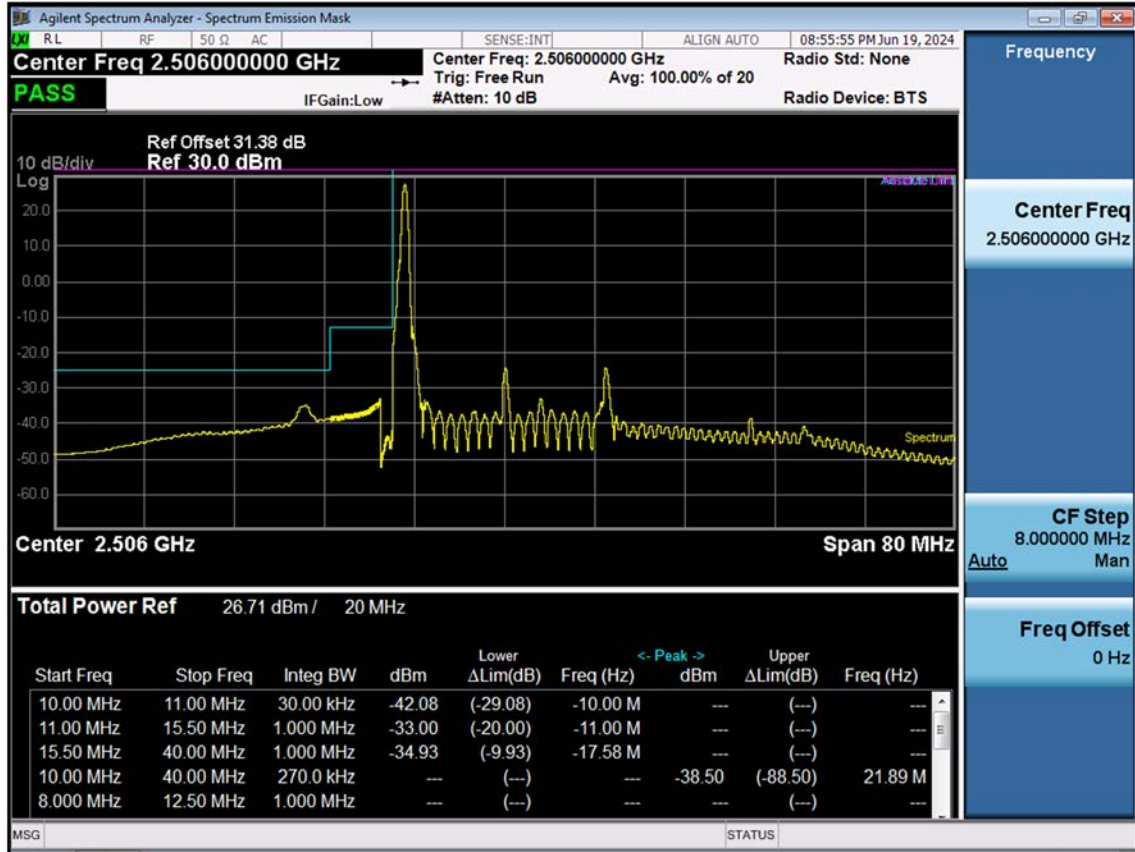 Agilent Spectrum Analyzer - Spectrum Emission Mask
LXI RL RF 50 Ω AC SENSE:INT ALIGN AUTO 08:55:55 PM Jun 19, 2024
Center Freq 2.506000000 GHz Center Freq: 2.506000000 GHz Radio Std: None
Trig: Free Run Avg: 100.00% of 20
PASS IFGain:Low #Atten: 10 dB Radio Device: BTS
Ref Offset 31.38 dB
10 dB/div Ref 30.0 dBm
Log
Absolute Limit
20.0
10.0
0.00
-10.0
-20.0
-30.0
-40.0
Spectrum
-50.0
-60.0
Center 2.506 GHz Span 80 MHz
Total Power Ref 26.71 dBm / 20 MHz
Lower <- Peak -> Upper
Start Freq Stop Freq Integ BW dBm ΔLim(dB) Freq (Hz) dBm ΔLim(dB) Freq (Hz)
10.00 MHz 11.00 MHz 30.00 kHz -42.08 (-29.08) -10.00 M --- (---) ---
11.00 MHz 15.50 MHz 1.000 MHz -33.00 (-20.00) -11.00 M --- (---) ---
15.50 MHz 40.00 MHz 1.000 MHz -34.93 (-9.93) -17.58 M --- (---) ---
10.00 MHz 40.00 MHz 270.0 kHz --- (---) --- -38.50 (-88.50) 21.89 M
8.000 MHz 12.50 MHz 1.000 MHz --- (---) --- --- (---) ---
MSG STATUS
Frequency
Center Freq
2.506000000 GHz
CF Step
8.000000 MHz
Auto Man
Freq Offset
0 Hz